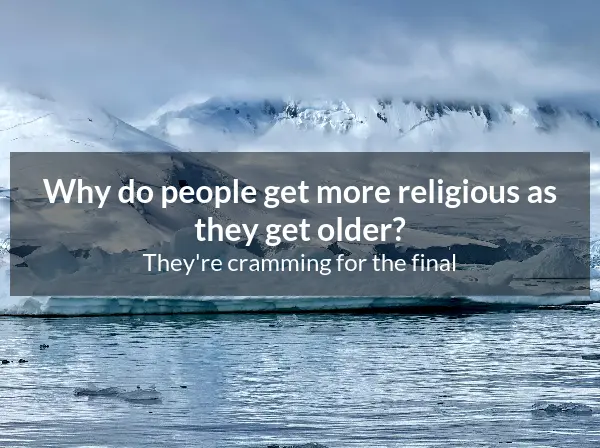 Why do people get more religious as
they get older?
They're cramming for the final